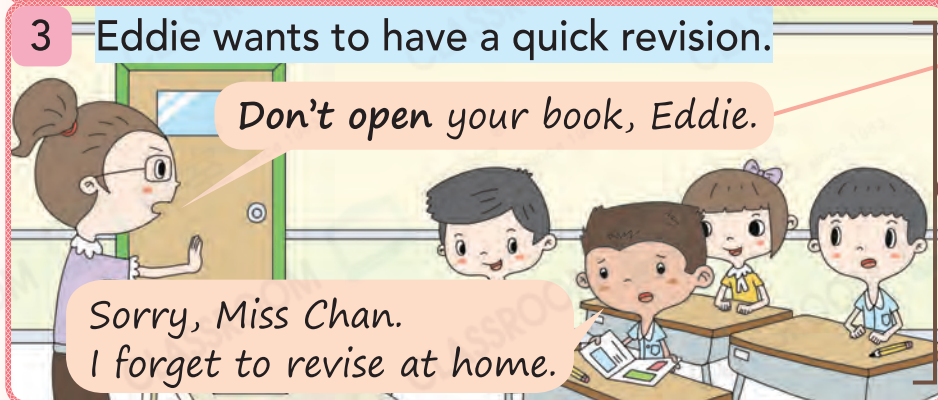 3
Eddie wants to have a quick revision.
Don't open your book, Eddie.
Sorry, Miss Chan.
I forget to revise at home.